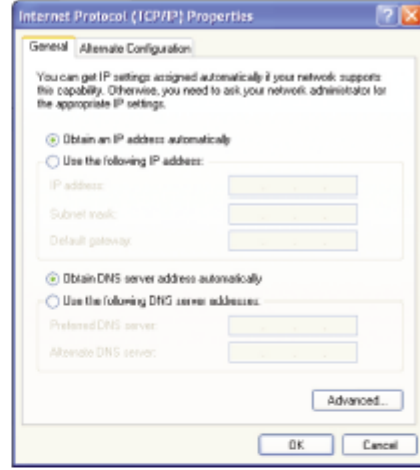 Internet Protocol (TCP/IP) Properties
General
Alternate Configuration
You can get IP settings assigned automatically if your network supports
this capability. Otherwise, you need to ask your network administrator for
the appropriate IP settings.
Obtain an IP address automatically
Use the following IP address:
IP address:
Subnet mask:
Default gateway:
Obtain DNS server address automatically
Use the following DNS server addresses:
Preferred DNS server:
Alternate DNS server:
Advanced...
OK
Cancel